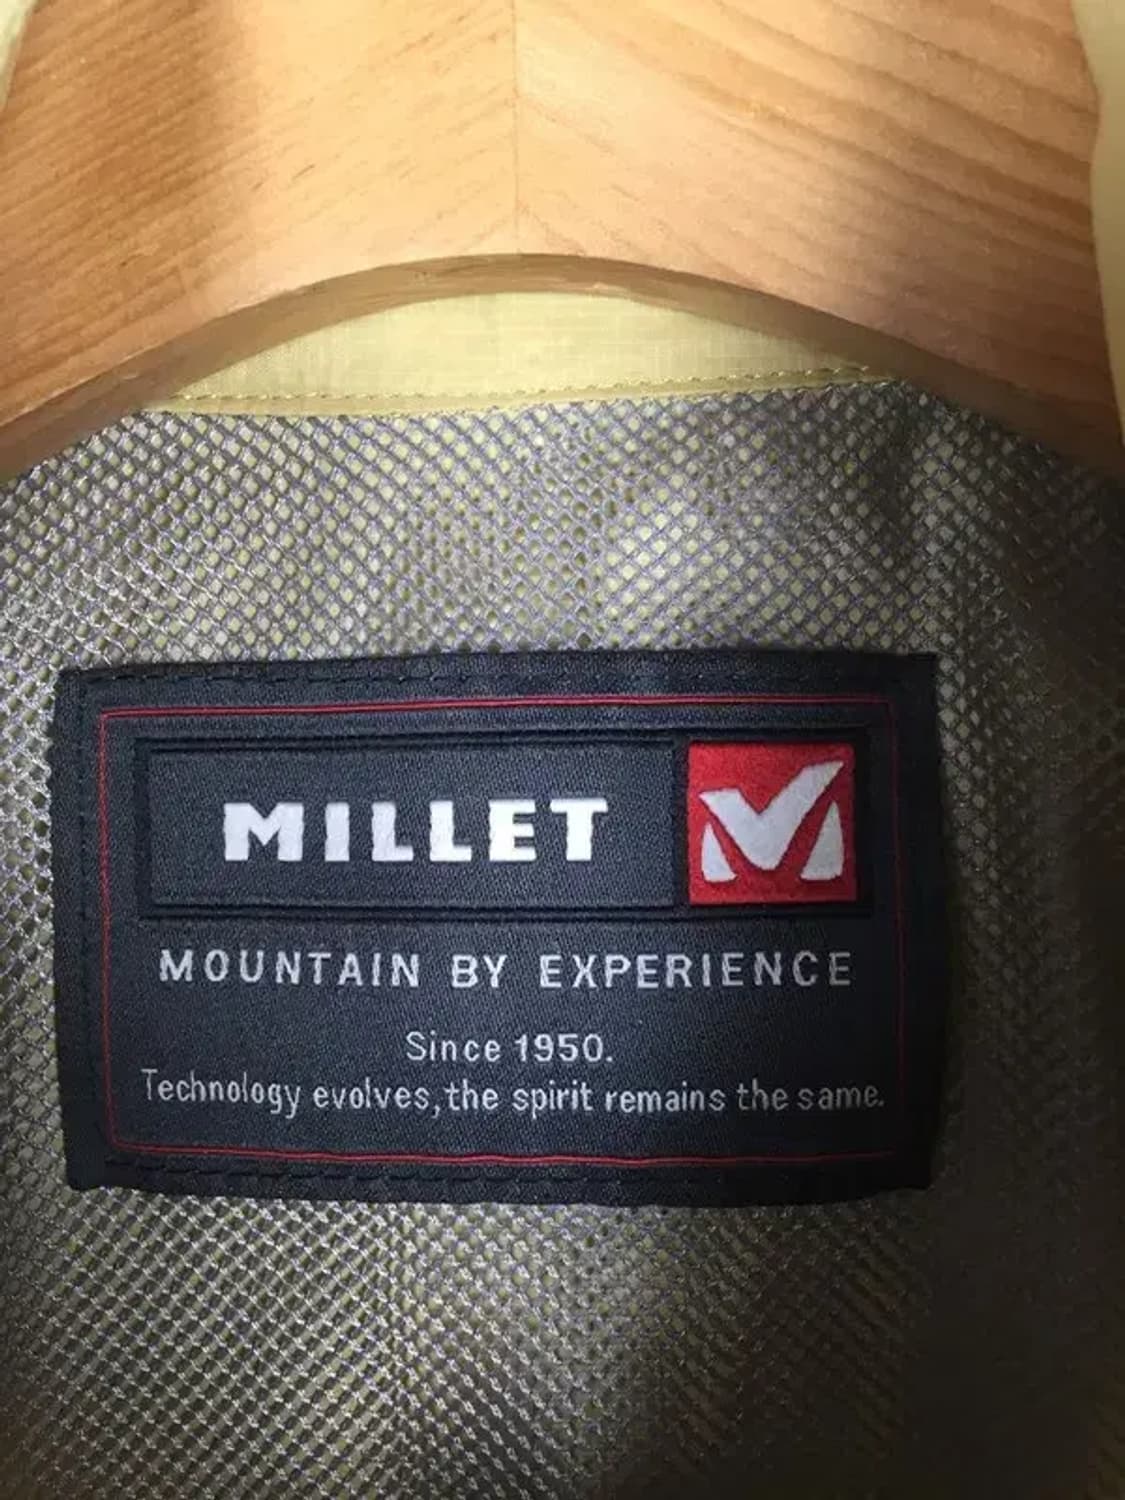 MILLET
MOUNTAIN BY EXPERIENCE
Since 1950.
Technology evolves, the spirit remains the same.